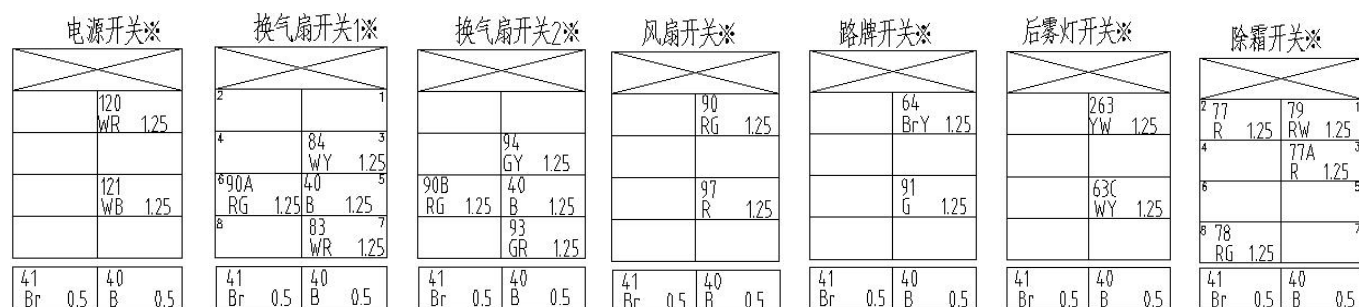 电源开关※
120
WR 1.25
121
WB 1.25
41 40
Br 0.5 B 0.5
换气扇开关1※
2 1
4 84 3
WY 1.25
6 90A 40 5
RG 1.25 B 1.25
8 83 7
WR 1.25
41 40
Br 0.5 B 0.5
换气扇开关2※
94
GY 1.25
90B 40
RG 1.25 B 1.25
93
GR 1.25
41 40
Br 0.5 B 0.5
风扇开关※
90
RG 1.25
97
R 1.25
41 40
Br 0.5 B 0.5
路牌开关※
64
BrY 1.25
91
G 1.25
41 40
Br 0.5 B 0.5
后雾灯开关※
263
YW 1.25
63C
WY 1.25
41 40
Br 0.5 B 0.5
除霜开关※
2 77 79 1
R 1.25 RW 1.25
4 77A 3
R 1.25
6 5
8 78 7
RG 1.25
41 40
Br 0.5 B 0.5